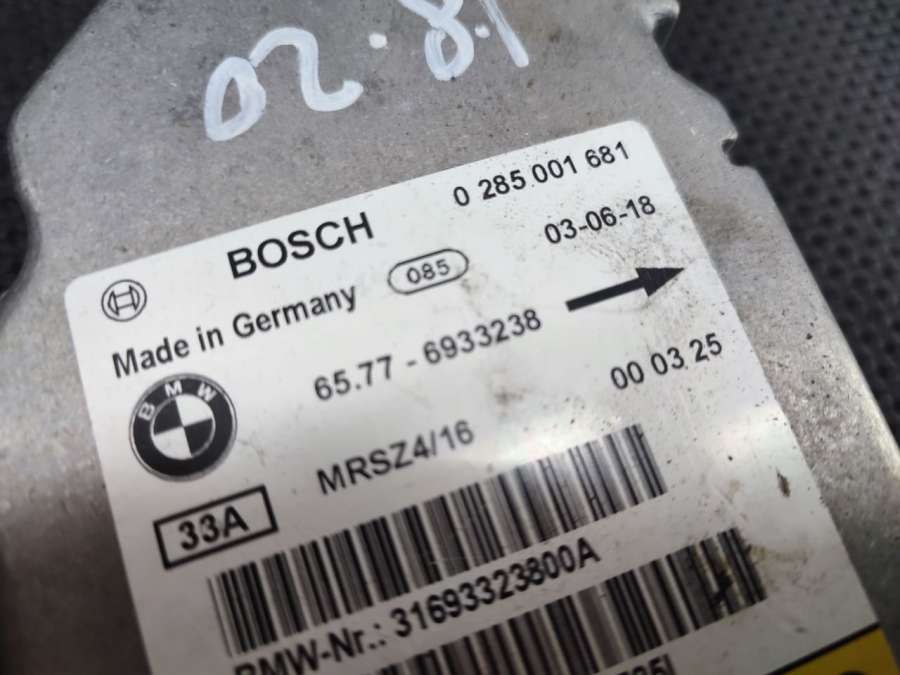 02.8.1
0 285 001 681
BOSCH
03-06-18
085
Made in Germany
65.77 - 6933238
BMW
00 03 25
MRSZ4/16
33A
BMW-Nr.: 31693323800A